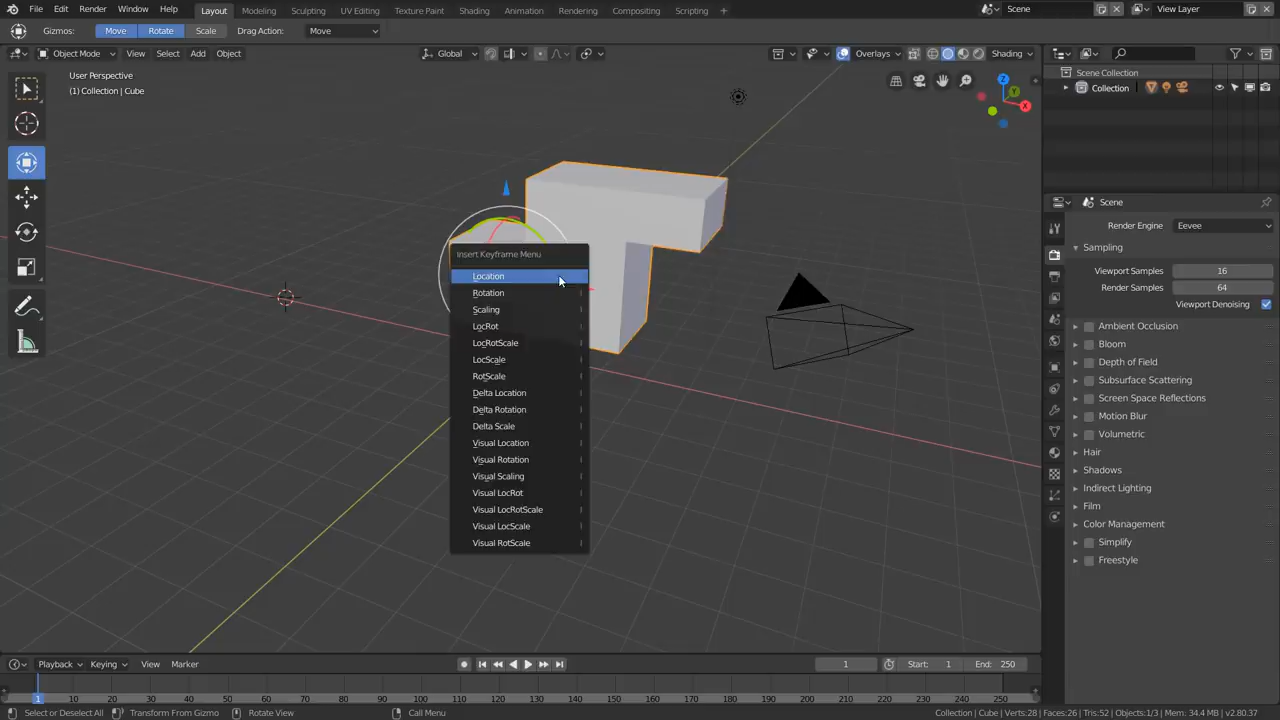 File Edit Render Window Help Layout Modeling Sculpting UV Editing Texture Paint Shading Animation Rendering Compositing Scripting + Scene View Layer
Gizmos: Move Rotate Scale Drag Action: Move
Object Mode View Select Add Object Global Overlays Shading
User Perspective
(1) Collection | Cube
Z
Y
X
Scene Collection
Collection
Scene
Render Engine Eevee
Sampling
Viewport Samples 16
Render Samples 64
Viewport Denoising
Ambient Occlusion
Bloom
Depth of Field
Subsurface Scattering
Screen Space Reflections
Motion Blur
Volumetric
Hair
Shadows
Indirect Lighting
Film
Color Management
Simplify
Freestyle
Insert Keyframe Menu
Location
Rotation I
Scaling I
LocRot I
LocRotScale I
LocScale I
RotScale I
Delta Location I
Delta Rotation I
Delta Scale I
Visual Location I
Visual Rotation I
Visual Scaling I
Visual LocRot I
Visual LocRotScale I
Visual LocScale I
Visual RotScale I
Playback Keying View Marker 1 Start: 1 End: 250
1 10 20 30 40 50 60 70 80 90 100 110 120 130 140 150 160 170 180 190 200 210 220 230 240 250
Select or Deselect All Transform From Gizmo Rotate View Call Menu Collection | Cube | Verts:28 | Faces:26 | Tris:52 | Objects:1/3 | Mem: 34.4 MB | v2.80.37